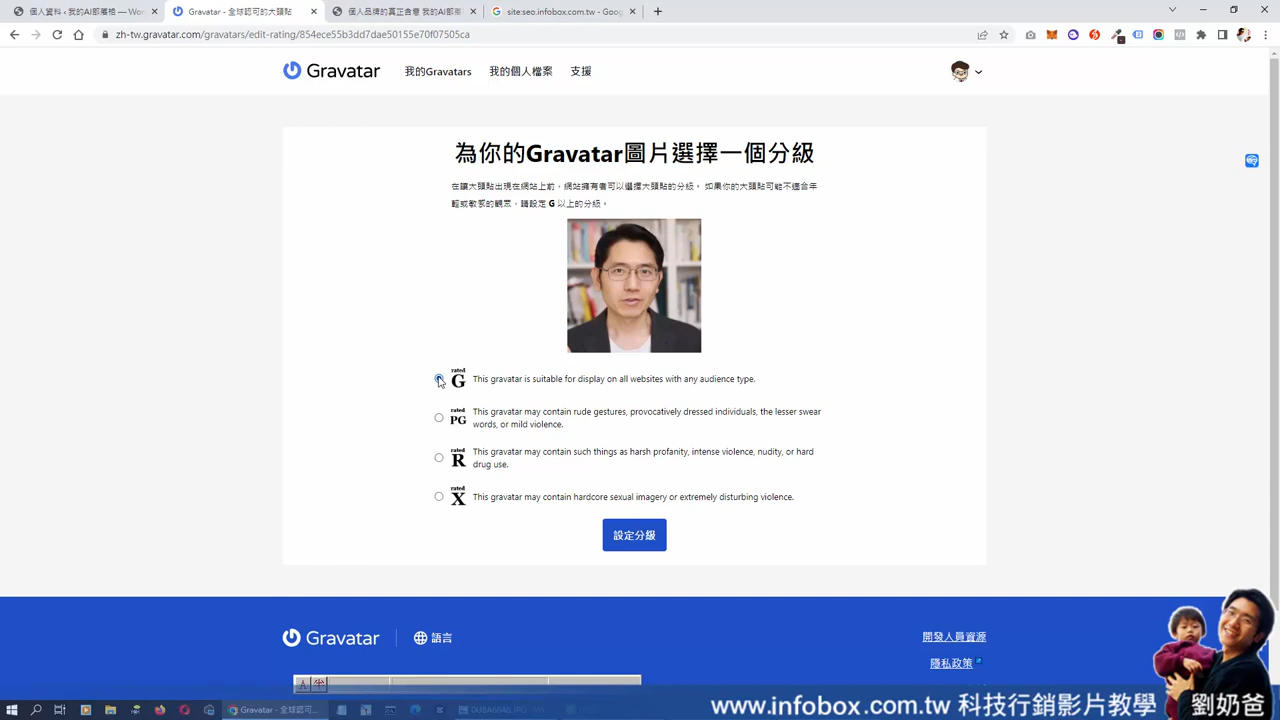 個人資料 ‹ 我的AI部落格 — Wor
Gravatar - 全球認可的大頭貼
個人品牌的真正含意 我的AI部落
site:seo.infobox.com.tw - Goog
zh-tw.gravatar.com/gravatars/edit-rating/854ece55b3dd7dae50155e70f07505ca
Gravatar
我的Gravatars
我的個人檔案
支援
為你的Gravatar圖片選擇一個分級
在讓大頭貼出現在網站上前，網站擁有者可以選擇大頭貼的分級。 如果你的大頭貼可能不適合年
輕或敏感的觀眾，請設定 G 以上的分級。
rated
G This gravatar is suitable for display on all websites with any audience type.
rated
PG This gravatar may contain rude gestures, provocatively dressed individuals, the lesser swear
words, or mild violence.
rated
R This gravatar may contain such things as harsh profanity, intense violence, nudity, or hard
drug use.
rated
X This gravatar may contain hardcore sexual imagery or extremely disturbing violence.
設定分級
Gravatar
語言
開發人員資源
隱私政策
Gravatar - 全球認可...
www.infobox.com.tw 科技行銷影片教學
劉奶爸